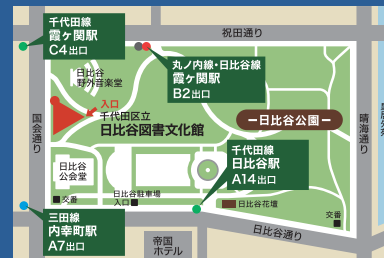 千代田線
霞ヶ関駅
C4出口
祝田通り
丸ノ内線・日比谷線
霞ヶ関駅
B2出口
日比谷
野外音楽堂
入口
千代田区立
日比谷図書文化館
日比谷公園
国会通り
晴海通り
千代田線
日比谷駅
A14出口
日比谷
公会堂
日比谷駐車場
入口
交番
日比谷花壇
交番
三田線
内幸町駅
A7出口
帝国
ホテル
日比谷通り